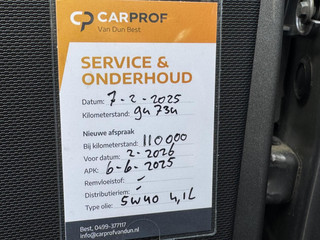 CARPROF
Van Dun Best
SERVICE &
ONDERHOUD
Datum: 7-2-2025
Kilometerstand: 94734
Nieuwe afspraak
Bij kilometerstand: 110000
Voor datum: 2-2026
APK: 6-6-2025
Remvloeistof: -
Distributieriem: -
Type olie: 5W40 4,1L
Best, 0499-377117
info@carprofvandun.nl